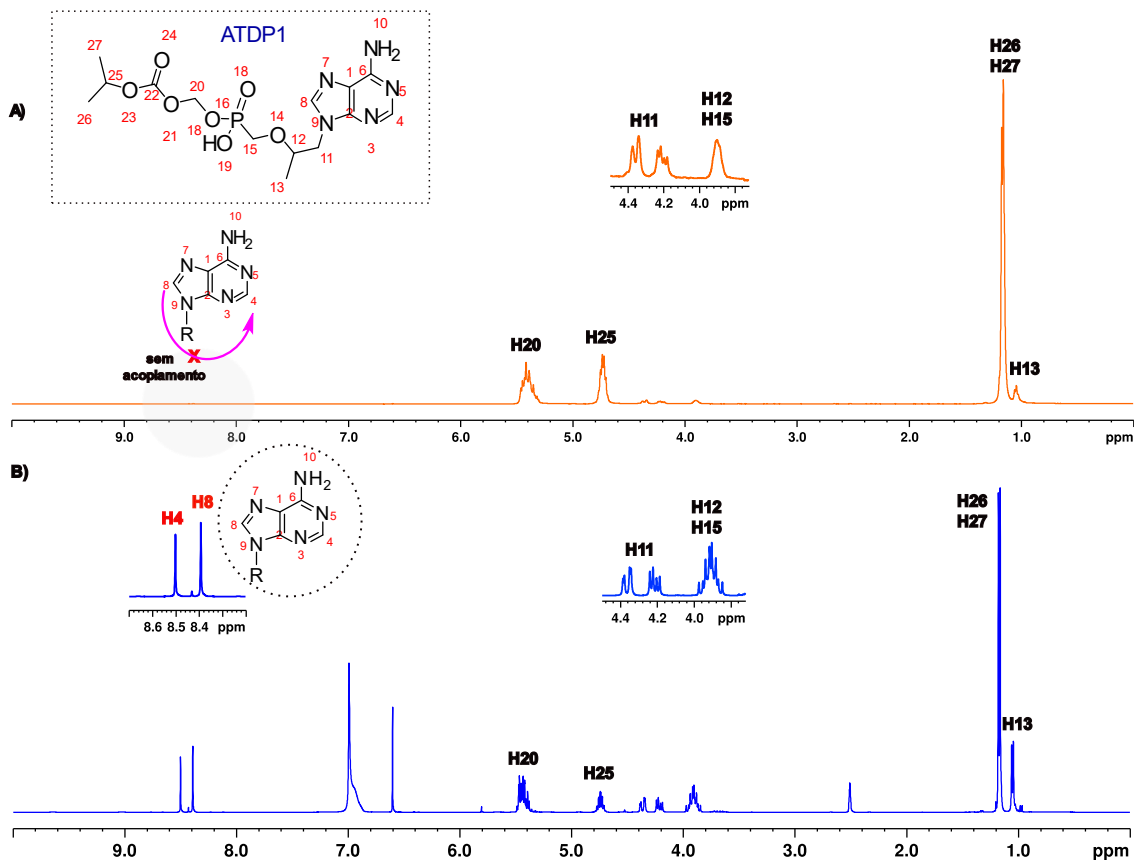 A)
ATDP1
10
NH2
24
O
27
25
O
22
O
23
26
20
O
21
18
O
16
P
18
HO
19
15
14
O
12
13
11
7
N
1
6
N
5
8
9
N
2
N
3
4
H11
H12
H15
4.4 4.2 4.0 ppm
H26
H27
10
NH2
7
N
1
6
N
5
8
9
N
2
N
3
4
R
X
sem
acoplamento
H20
H25
H13
9.0 8.0 7.0 6.0 5.0 4.0 3.0 2.0 1.0 ppm
B)
H4
H8
10
NH2
7
N
1
6
N
5
8
9
N
2
N
3
4
R
8.6 8.5 8.4 ppm
H11
H12
H15
4.4 4.2 4.0 ppm
H26
H27
H20
H25
H13
9.0 8.0 7.0 6.0 5.0 4.0 3.0 2.0 1.0 ppm